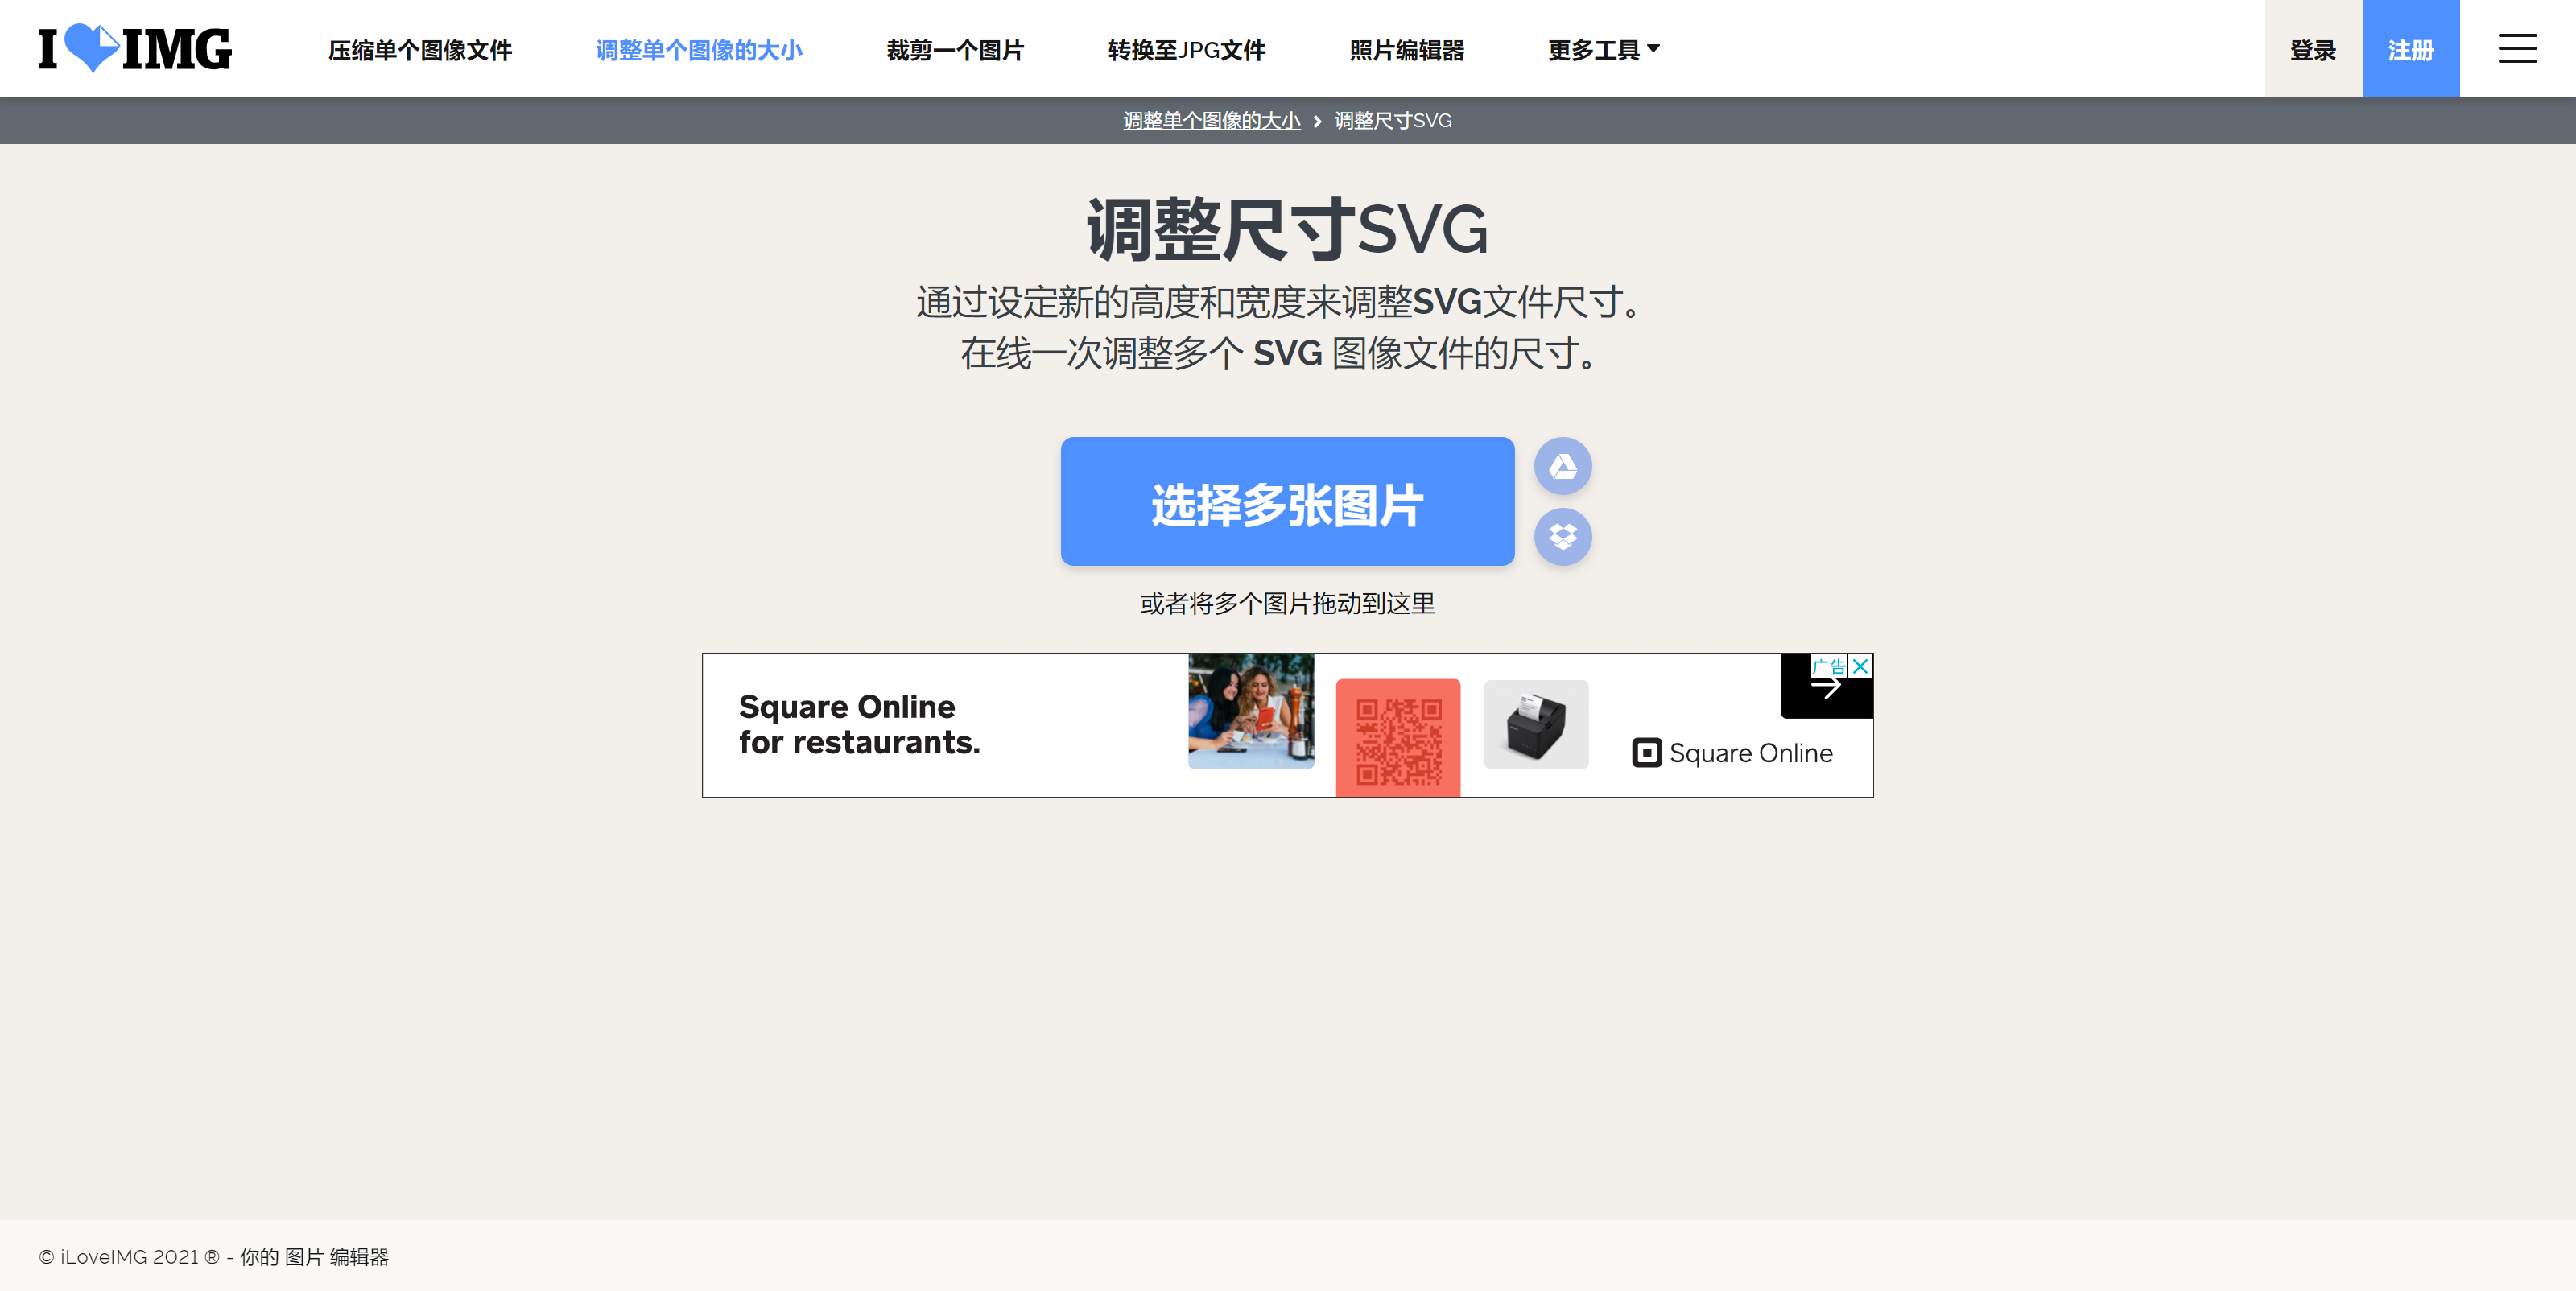 I IMG
压缩单个图像文件
调整单个图像的大小
裁剪一个图片
转换至JPG文件
照片编辑器
更多工具
登录
注册
调整单个图像的大小 > 调整尺寸SVG
调整尺寸SVG
通过设定新的高度和宽度来调整SVG文件尺寸。
在线一次调整多个 SVG 图像文件的尺寸。
选择多张图片
或者将多个图片拖动到这里
Square Online
for restaurants.
广告
Square Online
© iLoveIMG 2021 ® - 你的 图片 编辑器